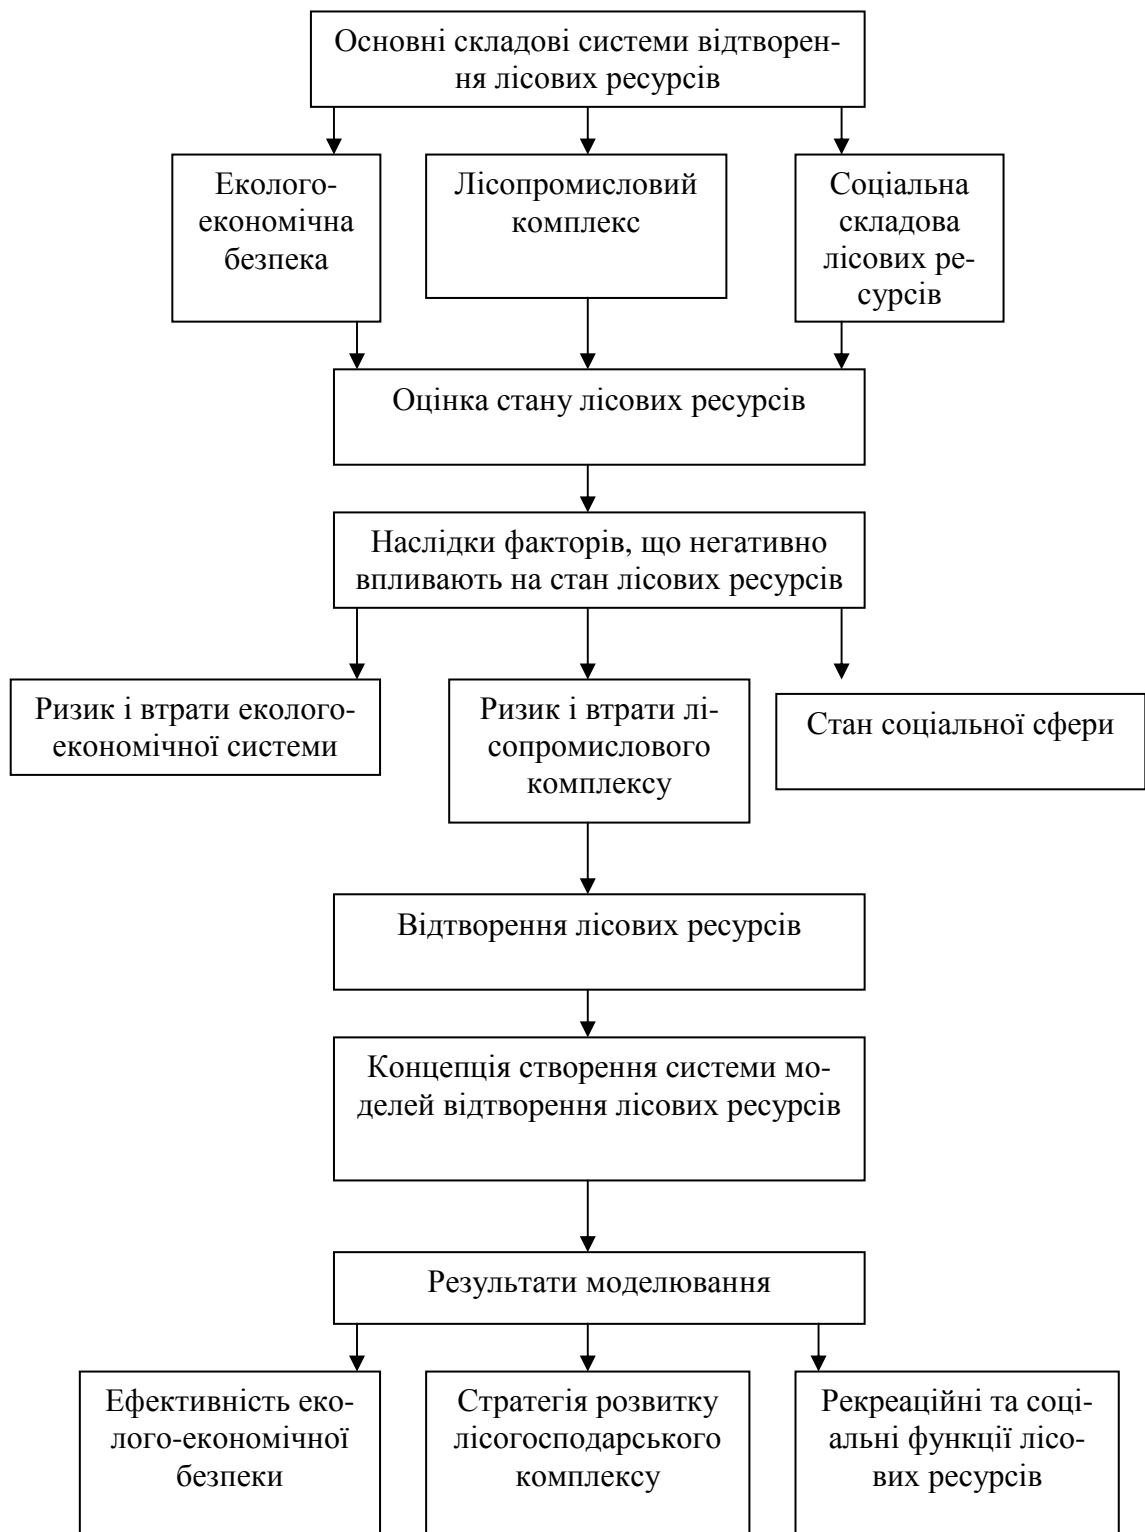 Основні складові системи відтворен-
ня лісових ресурсів
Еколого-
економічна
безпека
Лісопромисловий
комплекс
Соціальна
складова
лісових ре-
сурсів
Оцінка стану лісових ресурсів
Наслідки факторів, що негативно
впливають на стан лісових ресурсів
Ризик і втрати еколого-
економічної системи
Ризик і втрати лі-
сопромислового
комплексу
Стан соціальної сфери
Відтворення лісових ресурсів
Концепція створення системи мо-
делей відтворення лісових ресурсів
Результати моделювання
Ефективність еко-
лого-економічної
безпеки
Стратегія розвитку
лісогосподарського
комплексу
Рекреаційні та соці-
альні функції лісо-
вих ресурсів